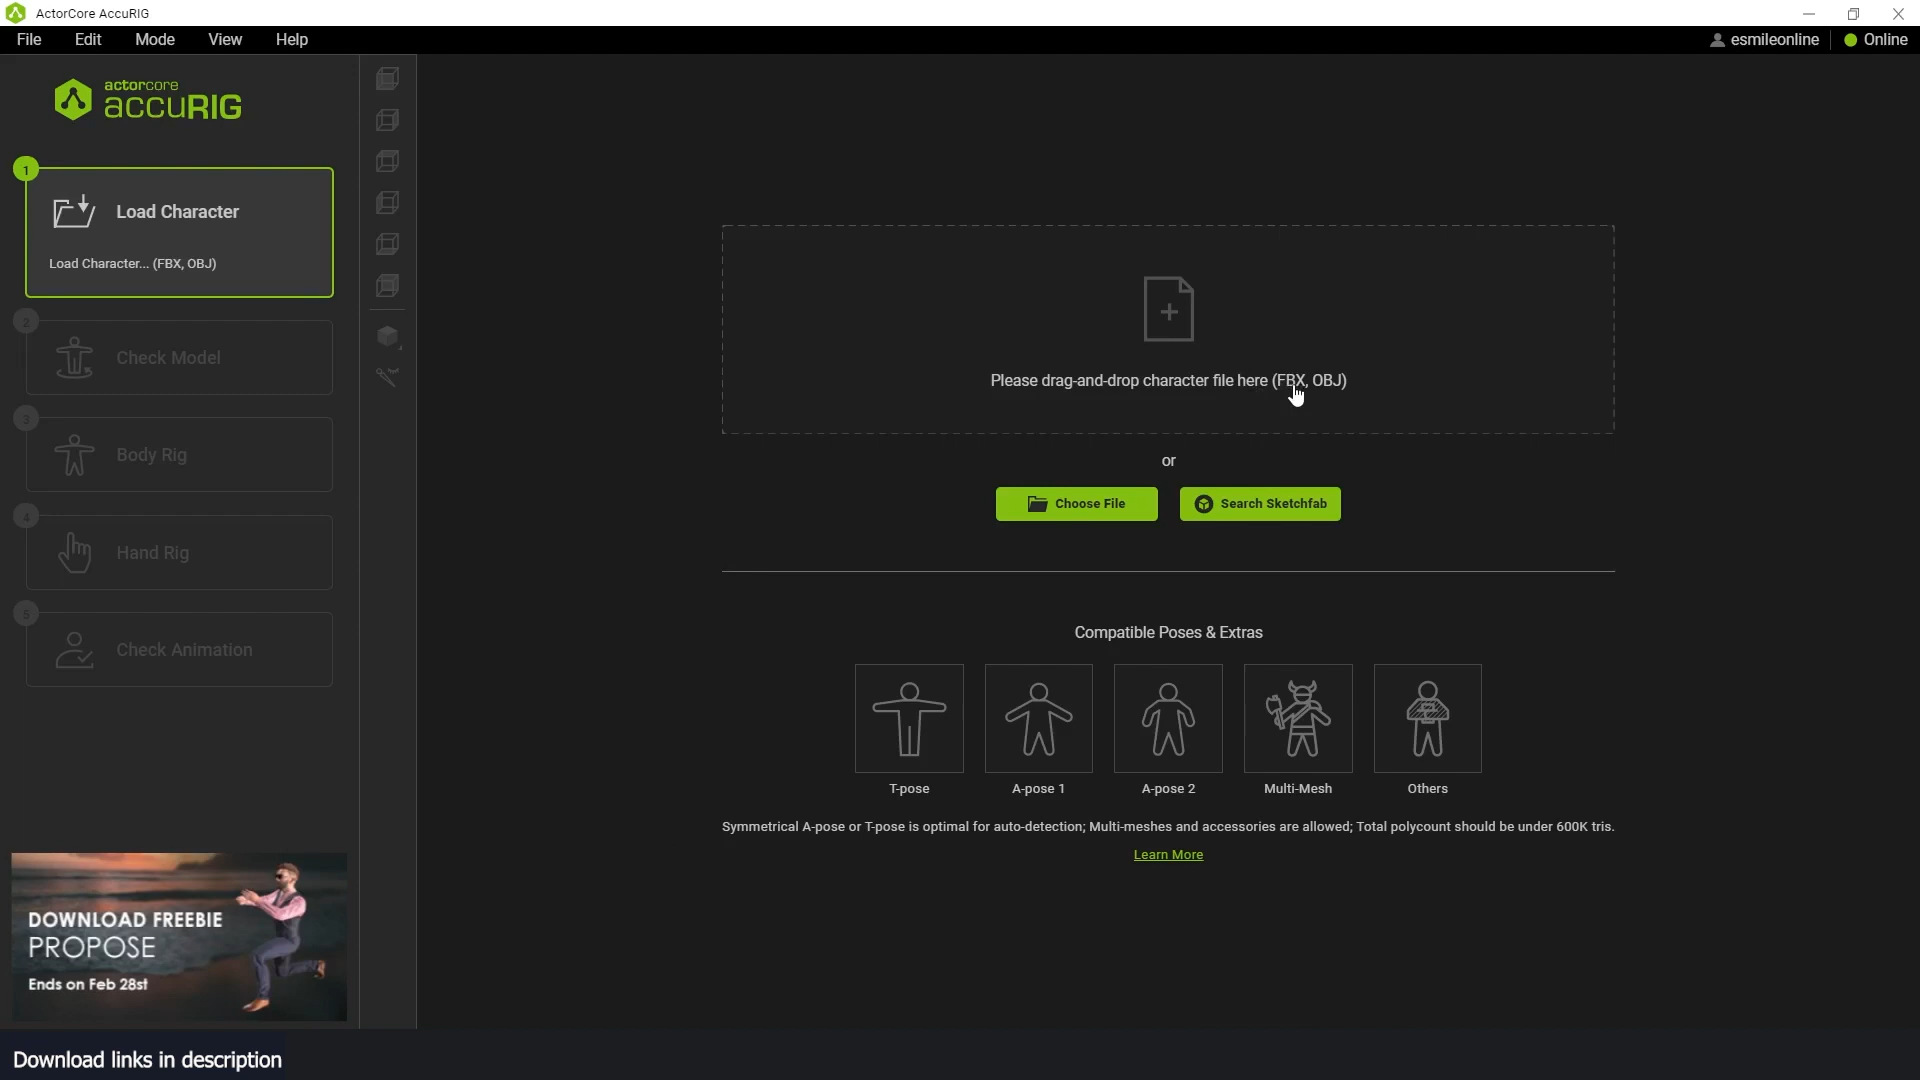 ActorCore AccuRIG
File Edit Mode View Help
esmileonline Online
actorcore
accuRIG
1
Load Character
Load Character... (FBX, OBJ)
2
Check Model
3
Body Rig
4
Hand Rig
5
Check Animation
DOWNLOAD FREEBIE
PROPOSE
Ends on Feb 28st
Please drag-and-drop character file here (FBX, OBJ)
or
Choose File Search Sketchfab
Compatible Poses & Extras
T-pose A-pose 1 A-pose 2 Multi-Mesh Others
Symmetrical A-pose or T-pose is optimal for auto-detection; Multi-meshes and accessories are allowed; Total polycount should be under 600K tris.
Learn More
Download links in description